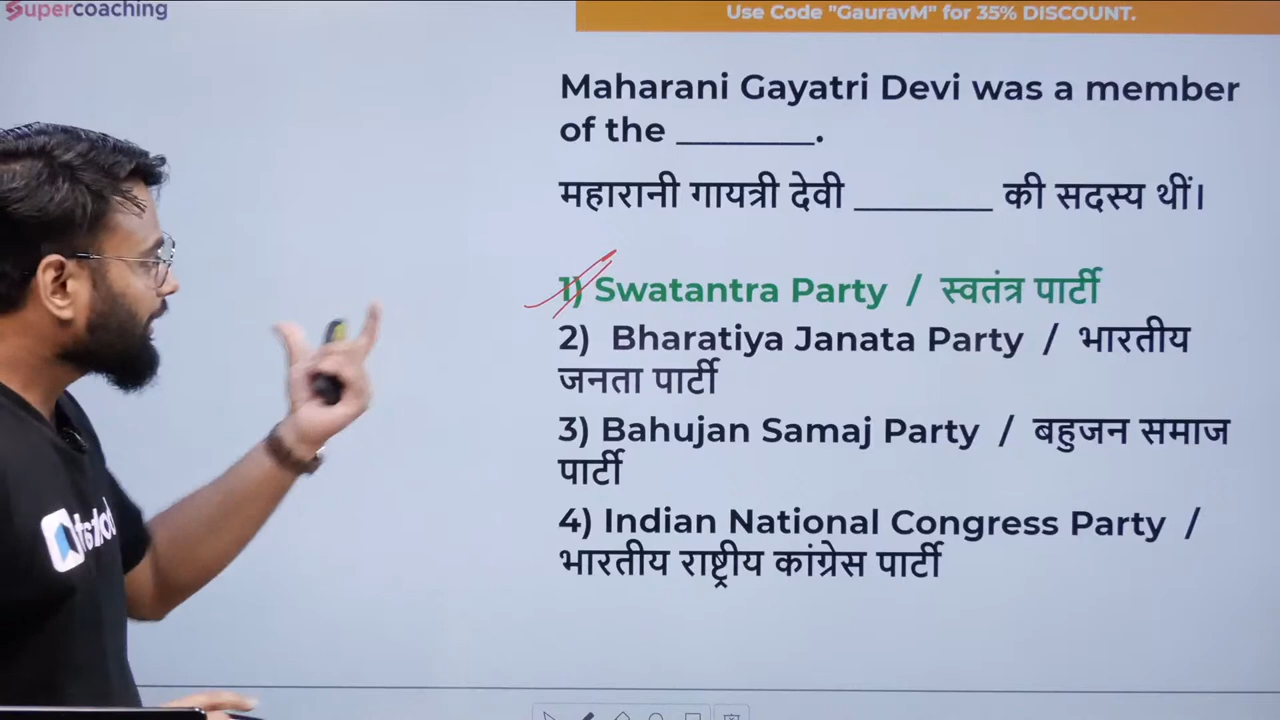 Supercoaching
Use Code "GauravM" for 35% DISCOUNT.
Maharani Gayatri Devi was a member
of the ________.
महारानी गायत्री देवी ________ की सदस्य थीं।
1) Swatantra Party / स्वतंत्र पार्टी
2) Bharatiya Janata Party / भारतीय
जनता पार्टी
3) Bahujan Samaj Party / बहुजन समाज
पार्टी
4) Indian National Congress Party /
भारतीय राष्ट्रीय कांग्रेस पार्टी